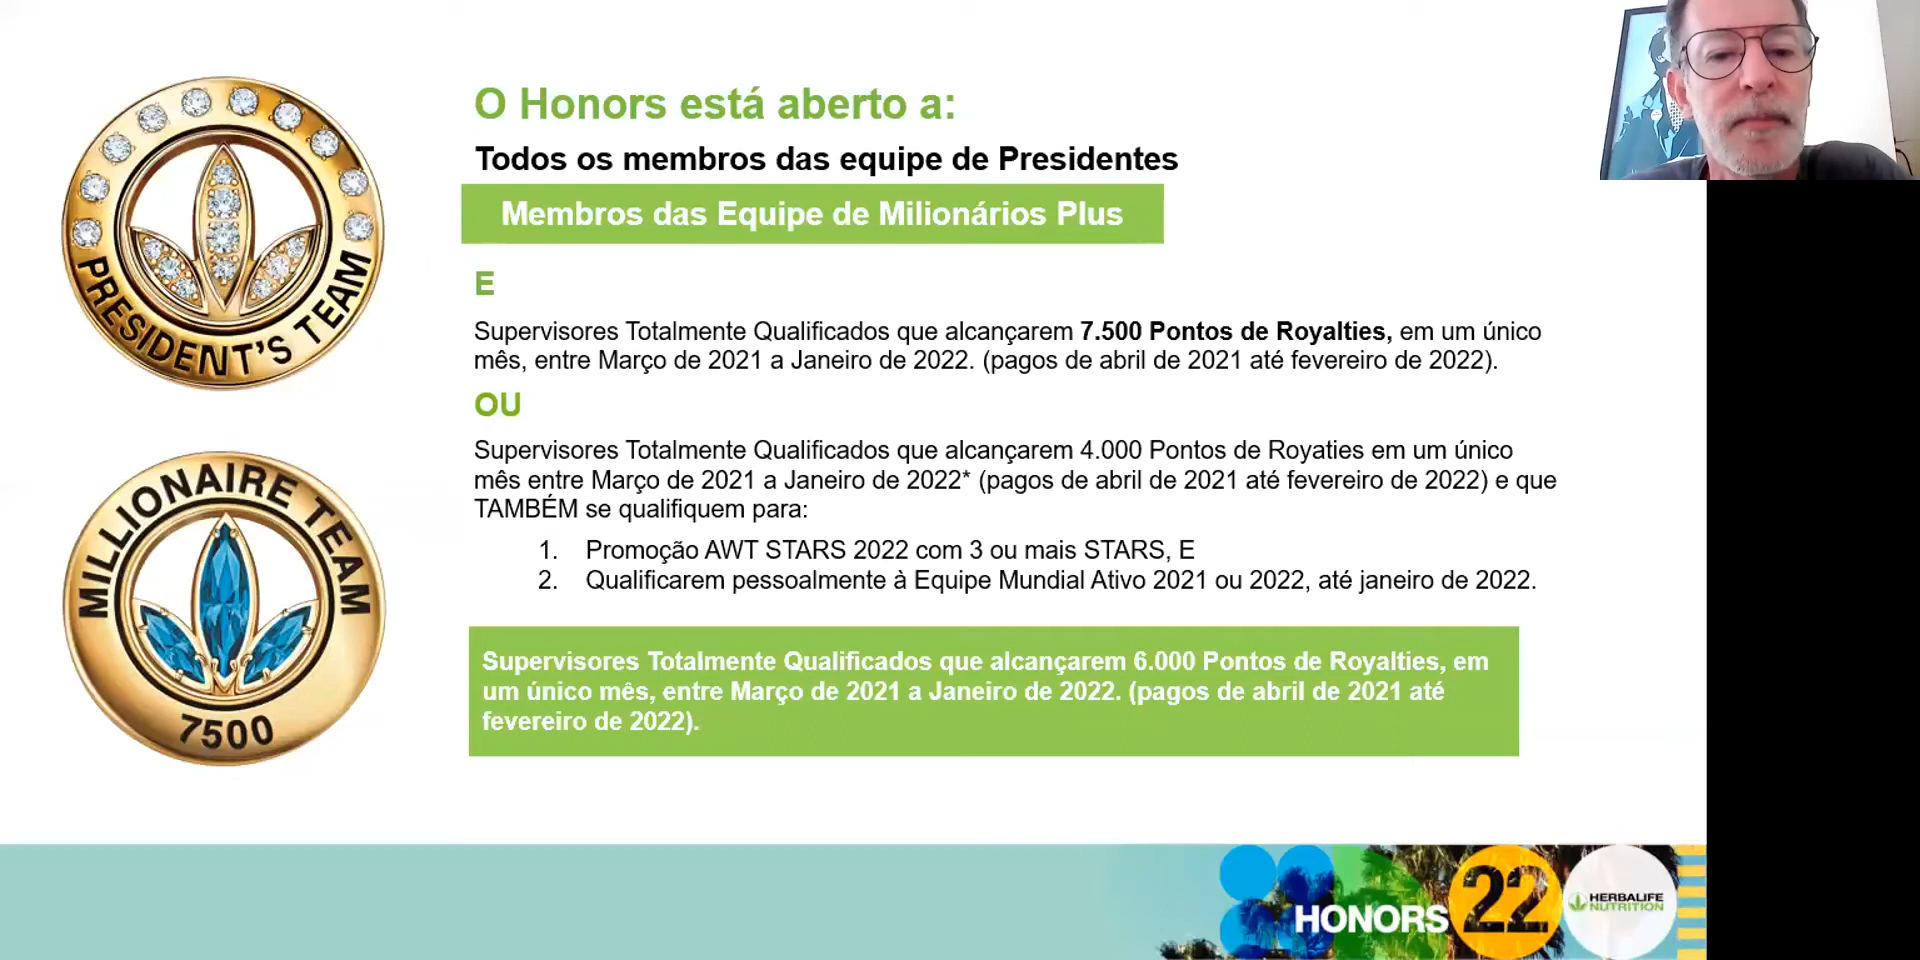 PRESIDENT'S TEAM
MILLIONAIRE TEAM
7500
O Honors está aberto a:
Todos os membros das equipe de Presidentes
Membros das Equipe de Milionários Plus
E
Supervisores Totalmente Qualificados que alcançarem 7.500 Pontos de Royalties, em um único
mês, entre Março de 2021 a Janeiro de 2022. (pagos de abril de 2021 até fevereiro de 2022).
OU
Supervisores Totalmente Qualificados que alcançarem 4.000 Pontos de Royaties em um único
mês entre Março de 2021 a Janeiro de 2022* (pagos de abril de 2021 até fevereiro de 2022) e que
TAMBÉM se qualifiquem para:
1. Promoção AWT STARS 2022 com 3 ou mais STARS, E
2. Qualificarem pessoalmente à Equipe Mundial Ativo 2021 ou 2022, até janeiro de 2022.
Supervisores Totalmente Qualificados que alcançarem 6.000 Pontos de Royalties, em
um único mês, entre Março de 2021 a Janeiro de 2022. (pagos de abril de 2021 até
fevereiro de 2022).
HONORS
22
HERBALIFE
NUTRITION